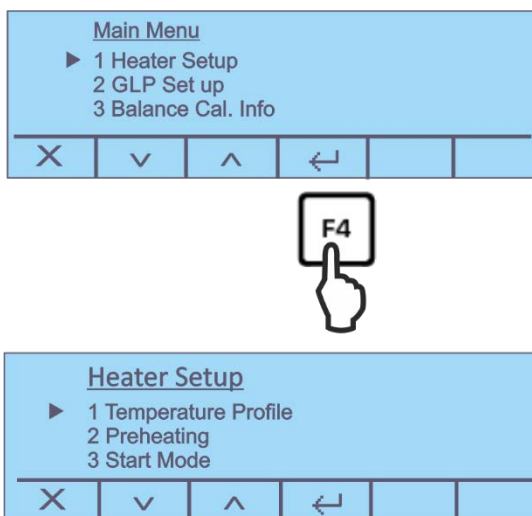 Main Menu
1 Heater Setup
2 GLP Set up
3 Balance Cal. Info
F4
Heater Setup
1 Temperature Profile
2 Preheating
3 Start Mode